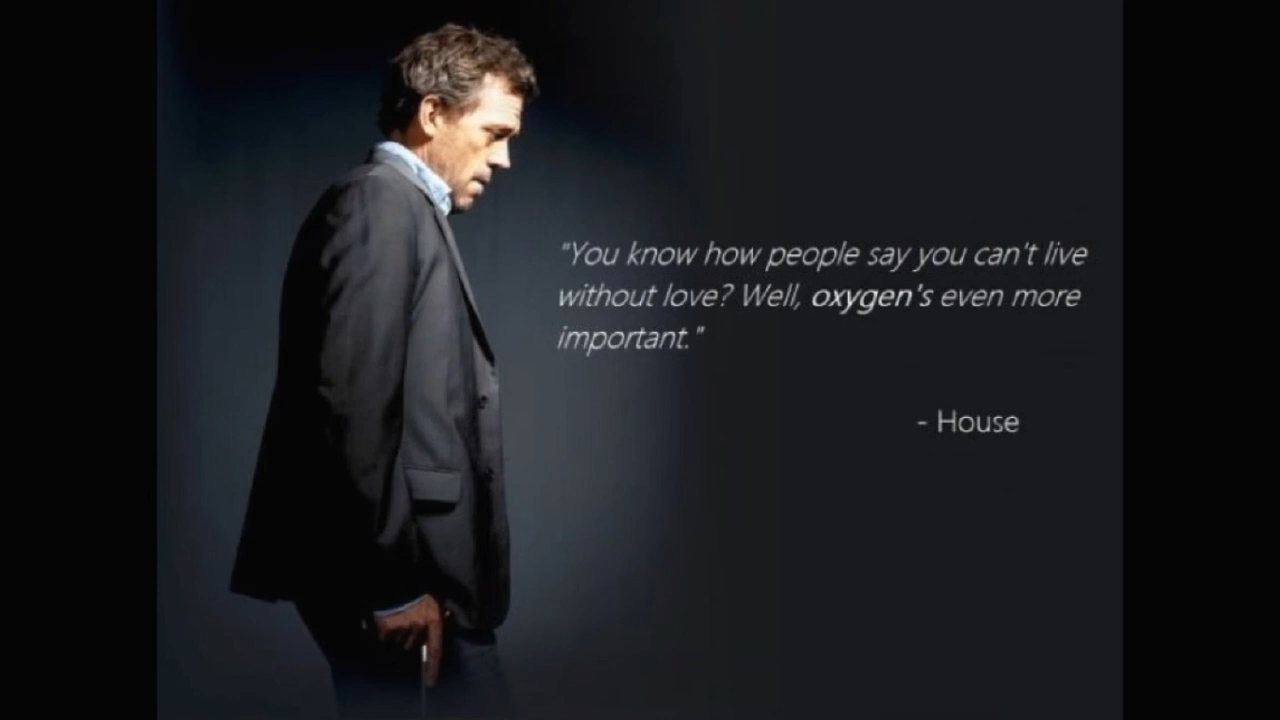 "You know how people say you can't live
without love? Well, oxygen's even more
important."
- House